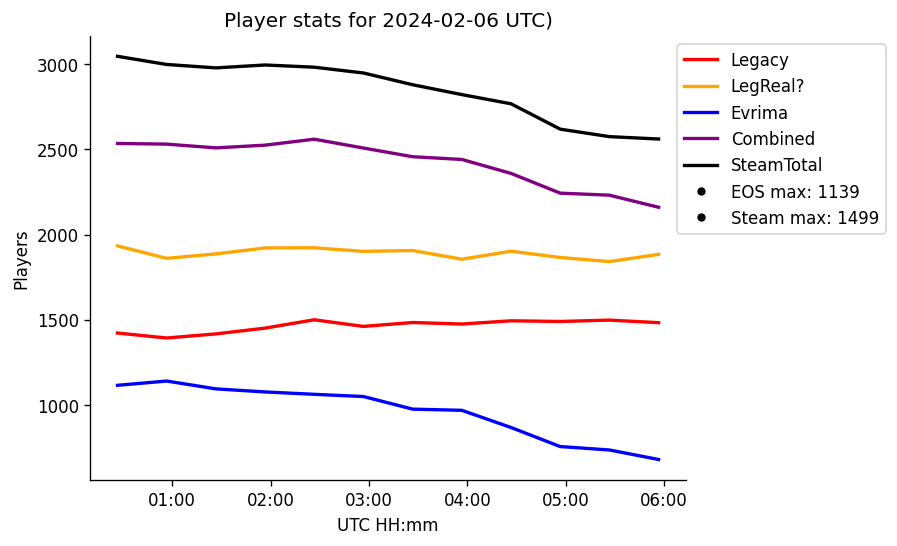 Player stats for 2024-02-06 UTC)
Players
3000
2500
2000
1500
1000
01:00
02:00
03:00
04:00
05:00
06:00
UTC HH:mm
Legacy
LegReal?
Evrima
Combined
SteamTotal
EOS max: 1139
Steam max: 1499